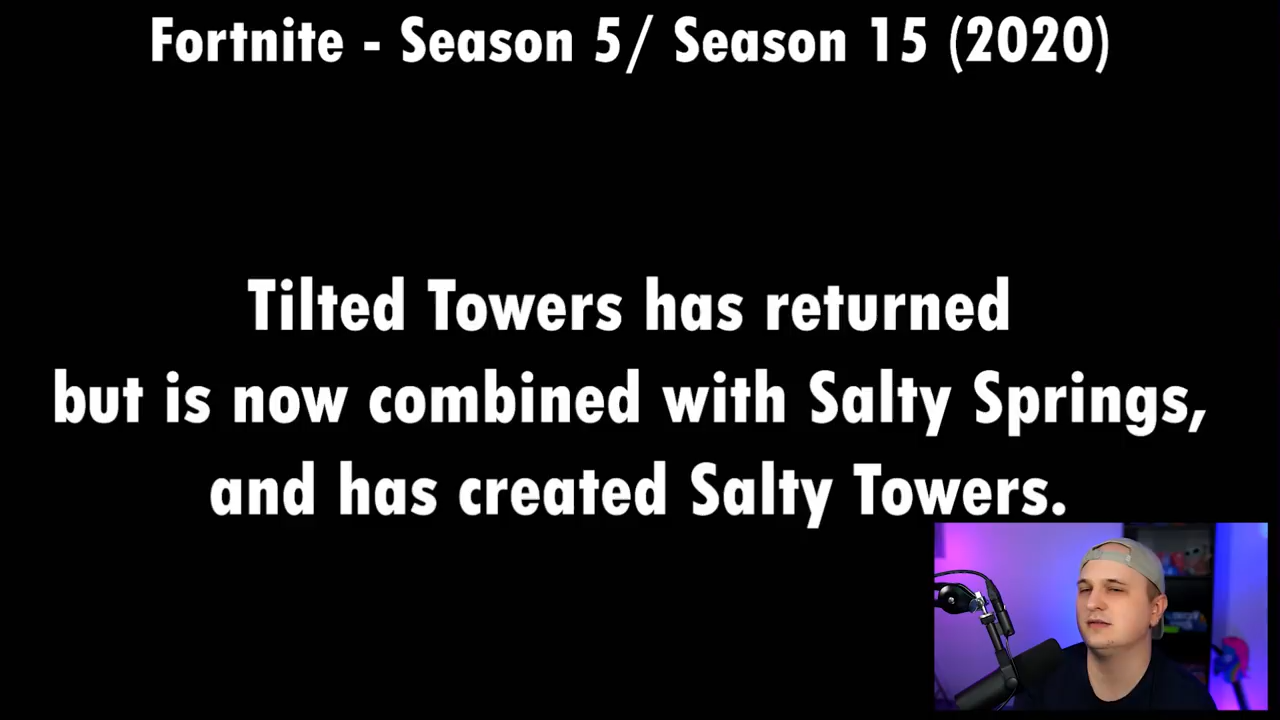 Fortnite - Season 5/ Season 15 (2020)
Tilted Towers has returned
but is now combined with Salty Springs,
and has created Salty Towers.